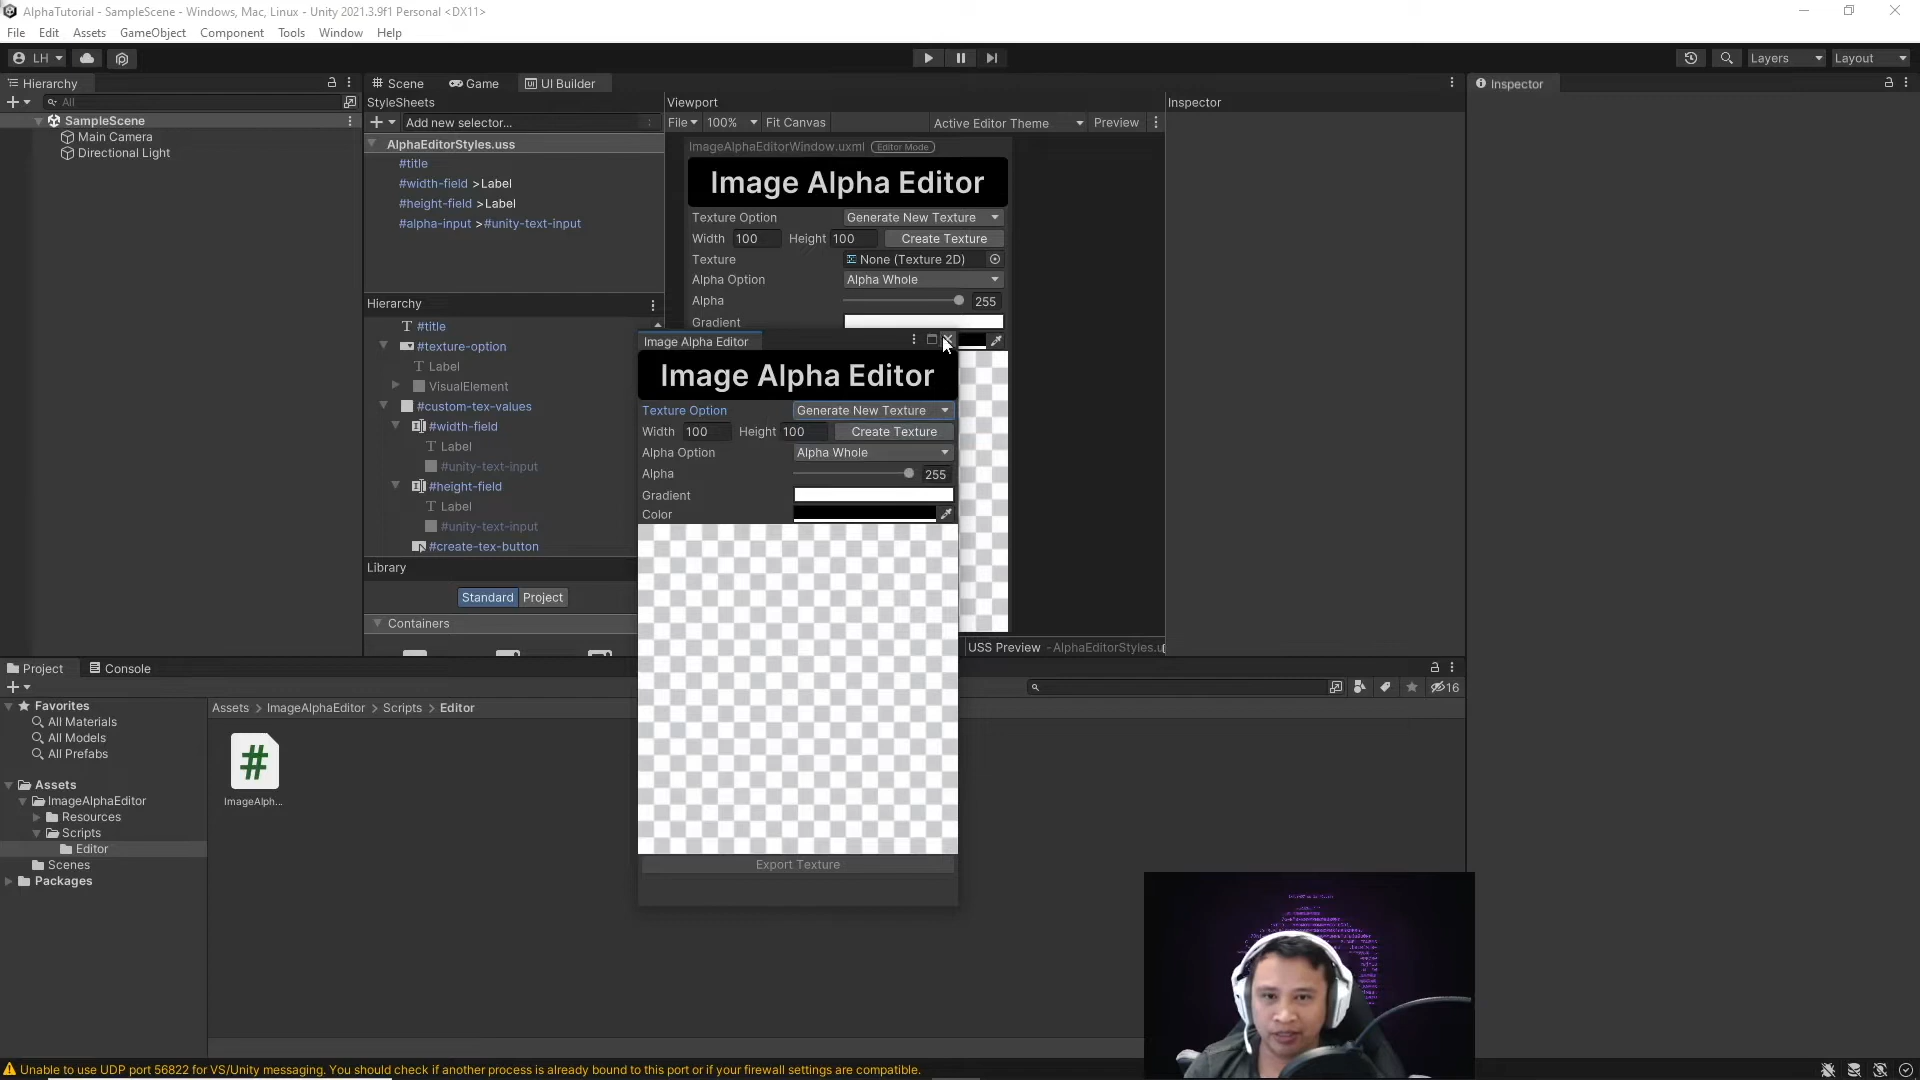 AlphaTutorial - SampleScene - Windows, Mac, Linux - Unity 2021.3.9f1 Personal <DX11>
File Edit Assets GameObject Component Tools Window Help
LH Layers Layout
Hierarchy
All
SampleScene
Main Camera
Directional Light
Scene Game UI Builder
StyleSheets
Add new selector...
AlphaEditorStyles.uss
#title
#width-field >Label
#height-field >Label
#alpha-input >#unity-text-input
Hierarchy
#title
#texture-option
Label
VisualElement
#custom-tex-values
#width-field
Label
#unity-text-input
#height-field
Label
#unity-text-input
#create-tex-button
Library
Standard Project
Containers
Viewport
File 100% Fit Canvas Active Editor Theme Preview
ImageAlphaEditorWindow.uxml Editor Mode
Image Alpha Editor
Texture Option Generate New Texture
Width 100 Height 100 Create Texture
Texture None (Texture 2D)
Alpha Option Alpha Whole
Alpha 255
Gradient
Image Alpha Editor
Image Alpha Editor
Texture Option Generate New Texture
Width 100 Height 100 Create Texture
Alpha Option Alpha Whole
Alpha 255
Gradient
Color
Export Texture
USS Preview - AlphaEditorStyles.u
Inspector
Inspector
Project Console
16
Favorites
All Materials
All Models
All Prefabs
Assets
ImageAlphaEditor
Resources
Scripts
Editor
Scenes
Packages
Assets > ImageAlphaEditor > Scripts > Editor
#
ImageAlph...
Unable to use UDP port 56822 for VS/Unity messaging. You should check if another process is already bound to this port or if your firewall settings are compatible.